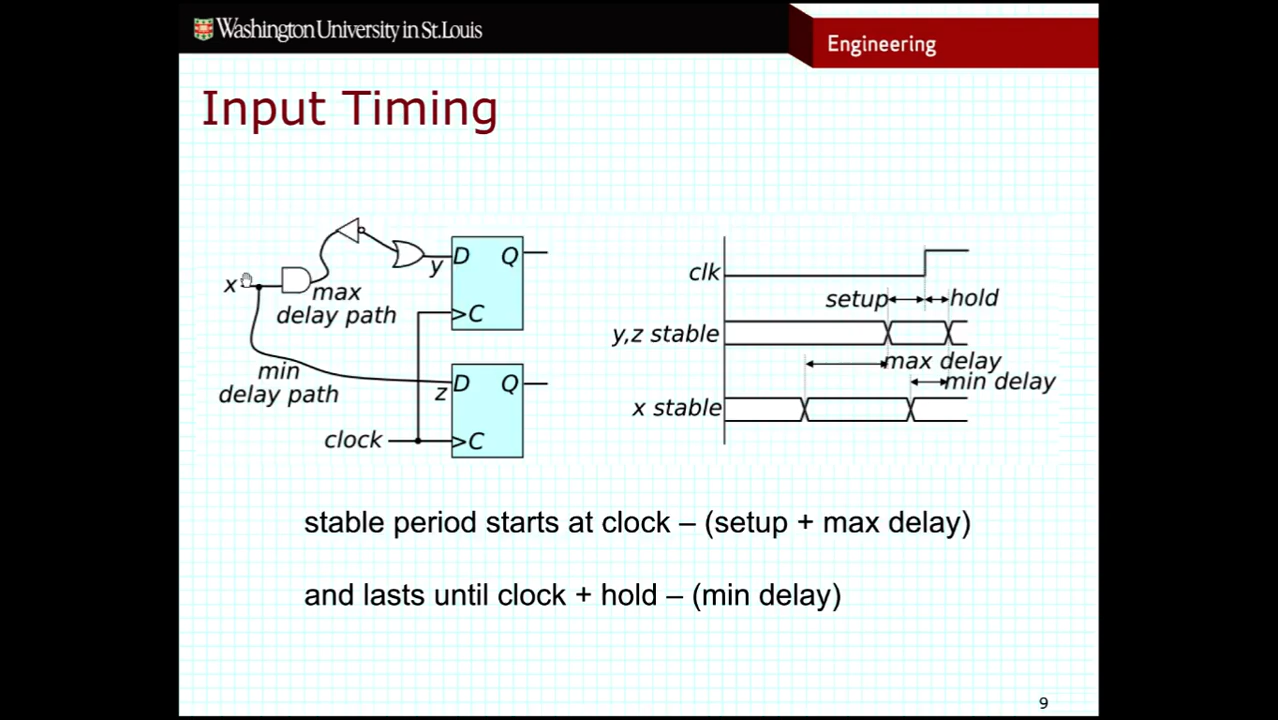 Washington University in St.Louis
Engineering
Input Timing
x
max
delay path
min
delay path
y
D
Q
>C
z
D
Q
>C
clock
clk
setup
hold
y,z stable
max delay
min delay
x stable
stable period starts at clock – (setup + max delay)
and lasts until clock + hold – (min delay)
9